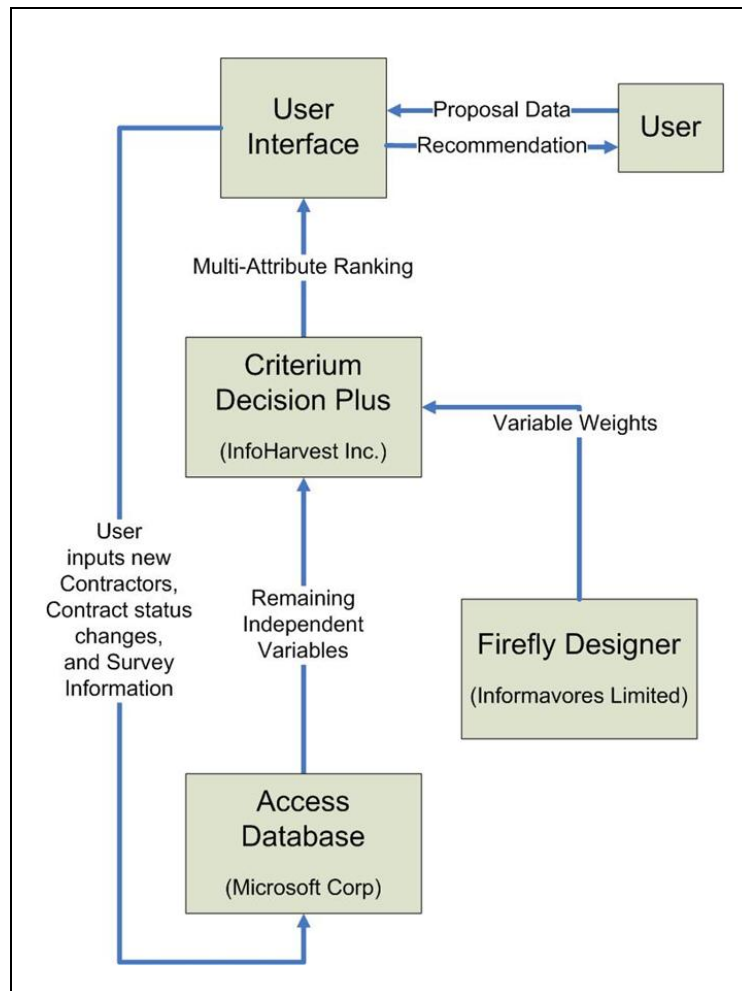 User
Interface
Proposal Data
Recommendation
User
Multi-Attribute Ranking
Criterium
Decision Plus
(InfoHarvest Inc.)
Variable Weights
User
inputs new
Contractors,
Contract status
changes,
and Survey
Information
Remaining
Independent
Variables
Firefly Designer
(Informavores Limited)
Access
Database
(Microsoft Corp)